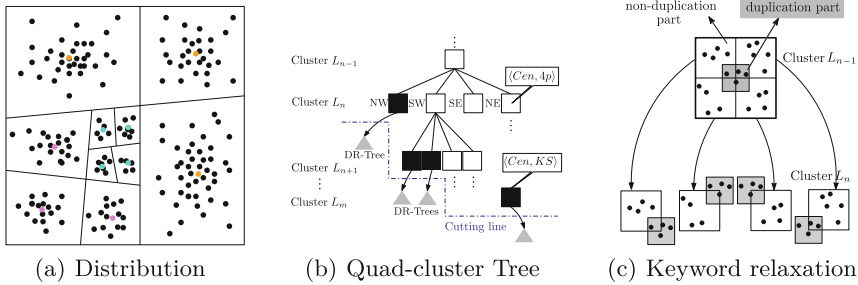 non-duplication
part
duplication part
Cluster L_{n-1}
⟨Cen, 4p⟩
Cluster L_{n-1}
Cluster L_n
NW SW SE NE
DR-Tree
Cluster L_{n+1}
⟨Cen, KS⟩
Cluster L_n
Cluster L_m
DR-Trees
Cutting line
(a) Distribution
(b) Quad-cluster Tree
(c) Keyword relaxation